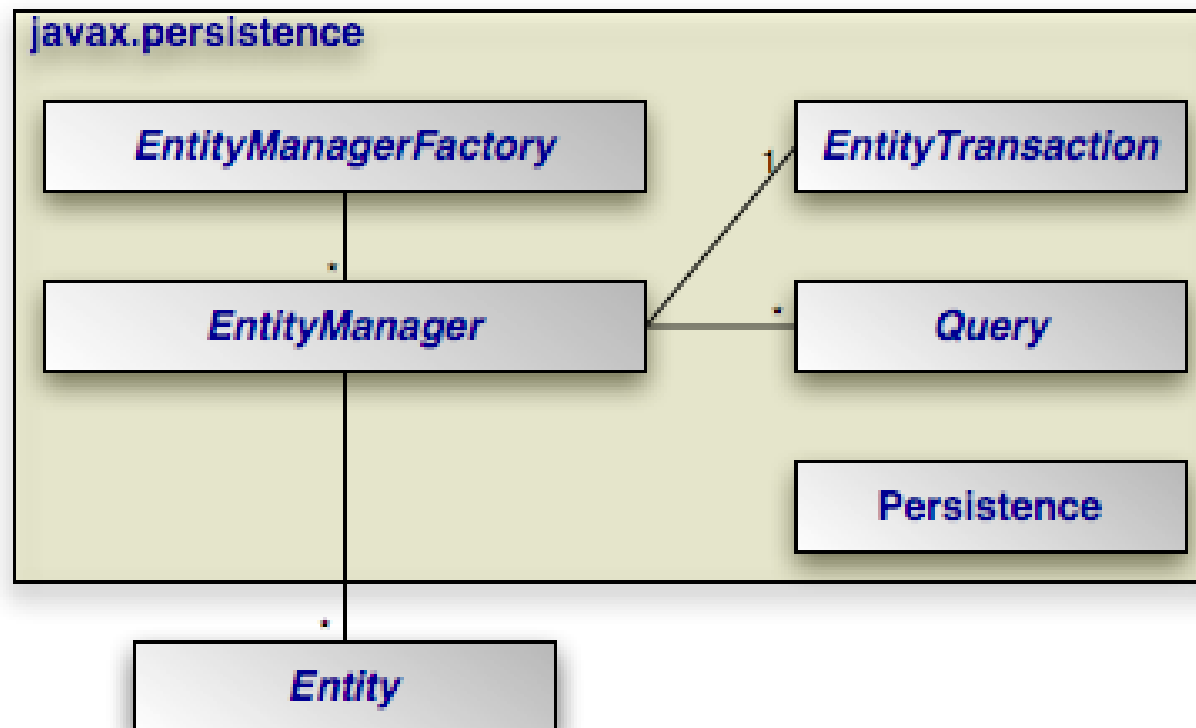 javax.persistence
EntityManagerFactory
EntityTransaction
1
*
EntityManager
*
Query
Persistence
*
Entity